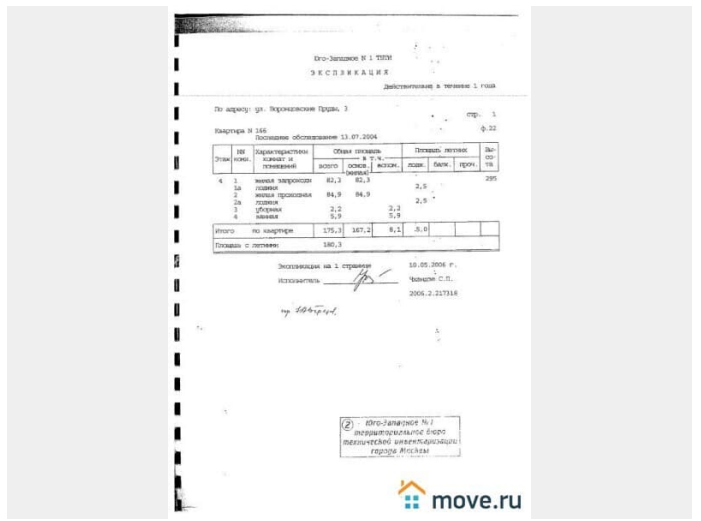 Юго-Западное N 1 ТБТИ
ЭКСПЛИКАЦИЯ
Действительна в течение 1 года
По адресу: ул. Воронцовские Пруды, 3
стр. 1
Квартира N 166
ф.22
Последнее обследование 13.07.2004
Этаж NN комн. Характеристики комнат и помещений Общая площадь Площадь летних Высота
в т.ч.
всего основ. (жилая) вспом. лодж. балк. проч.
4 1 жилая запроходн 82,3 82,3 295
1а лоджия 2,5
2 жилая проходная 84,9 84,9
2а лоджия 2,5
3 уборная 2,2 2,2
4 ванная 5,9 5,9
Итого по квартире 175,3 167,2 8,1 5.0
Площадь с летними 180,3
Экспликация на 1 странице 10.05.2006 г.
Исполнитель С.П.
2006.2.217318
2 Юго-Западное №1
территориальное бюро
технической инвентаризации
города Москвы
move.ru